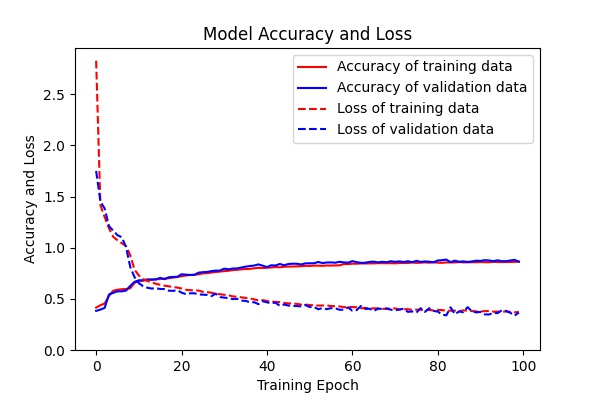 Model Accuracy and Loss
Accuracy of training data
Accuracy of validation data
Loss of training data
Loss of validation data
Accuracy and Loss
2.5
2.0
1.5
1.0
0.5
0.0
0 20 40 60 80 100
Training Epoch